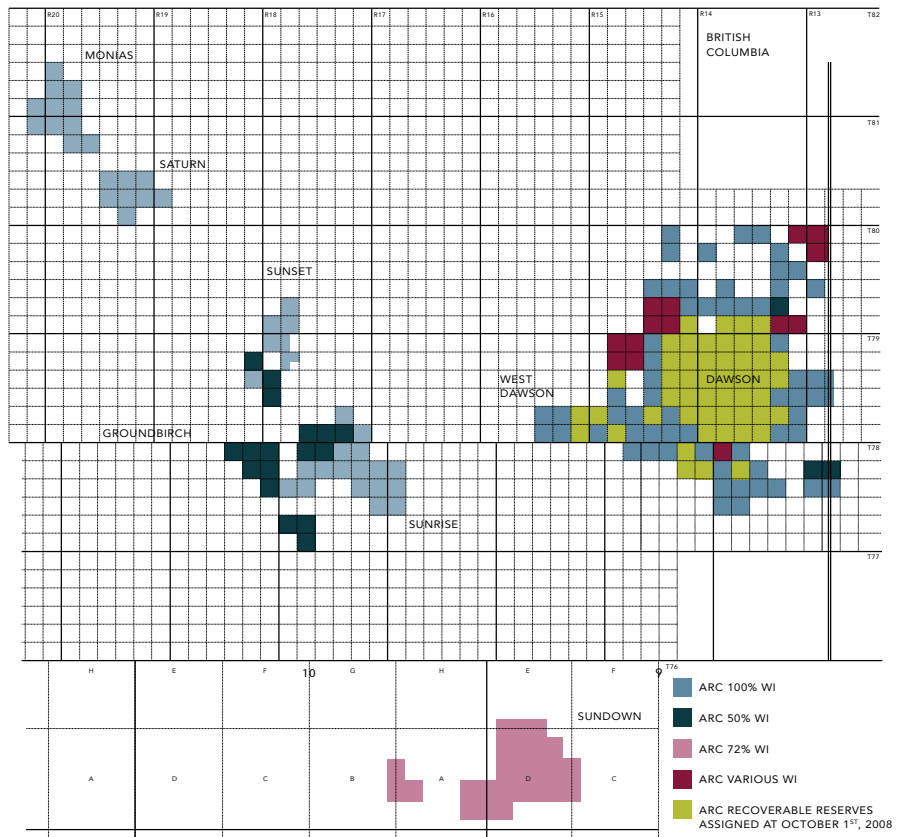 R20 R19 R18 R17 R16 R15 R14 R13 T82
BRITISH
COLUMBIA
MONIAS
T81
SATURN
T80
SUNSET
T79
WEST
DAWSON
DAWSON
GROUNDBIRCH
T78
SUNRISE
T77
H E F 10 G H E F 9 T76
SUNDOWN
A D C B A D C
ARC 100% WI
ARC 50% WI
ARC 72% WI
ARC VARIOUS WI
ARC RECOVERABLE RESERVES
ASSIGNED AT OCTOBER 1ST, 2008